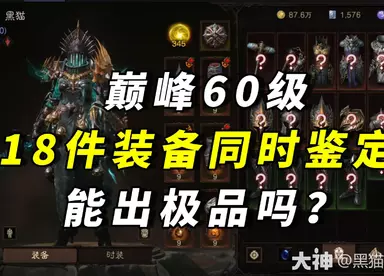 黑猫
87.6万
1,576
345
巅峰60级
18件装备同时鉴定
能出极品吗?
装备
时装
大神 @黑猫